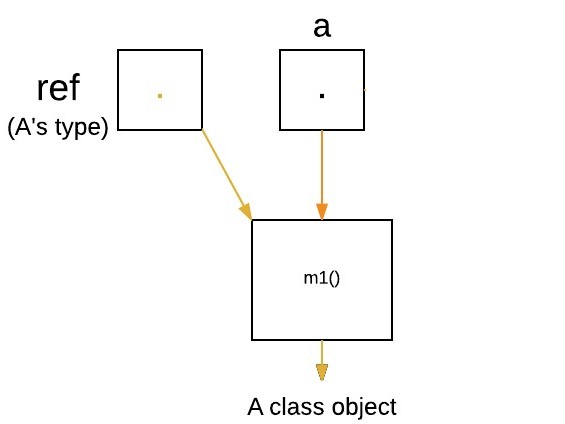 a
ref
(A's type)
m1()
A class object